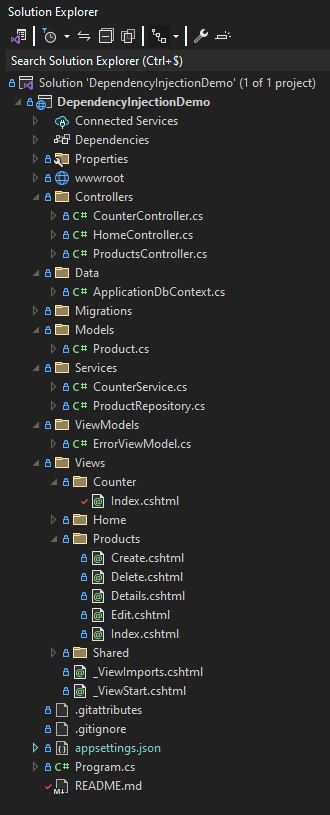 Solution Explorer
Search Solution Explorer (Ctrl+$)
Solution 'DependencyInjectionDemo' (1 of 1 project)
DependencyInjectionDemo
Connected Services
Dependencies
Properties
wwwroot
Controllers
C# CounterController.cs
C# HomeController.cs
C# ProductsController.cs
Data
C# ApplicationDbContext.cs
Migrations
Models
C# Product.cs
Services
C# CounterService.cs
C# ProductRepository.cs
ViewModels
C# ErrorViewModel.cs
Views
Counter
Index.cshtml
Home
Products
Create.cshtml
Delete.cshtml
Details.cshtml
Edit.cshtml
Index.cshtml
Shared
_ViewImports.cshtml
_ViewStart.cshtml
.gitattributes
.gitignore
appsettings.json
C# Program.cs
README.md